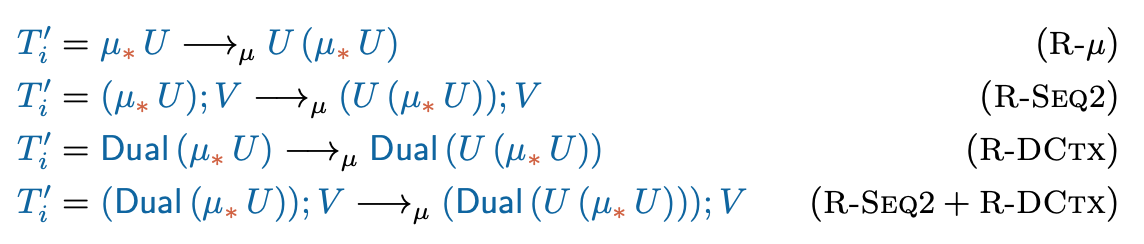 T′ᵢ = μ∗ U ⟶μ U (μ∗ U) (R-μ)
T′ᵢ = (μ∗ U); V ⟶μ (U (μ∗ U)); V (R-SEQ2)
T′ᵢ = Dual (μ∗ U) ⟶μ Dual (U (μ∗ U)) (R-DCTX)
T′ᵢ = (Dual (μ∗ U)); V ⟶μ (Dual (U (μ∗ U))); V (R-SEQ2 + R-DCTX)